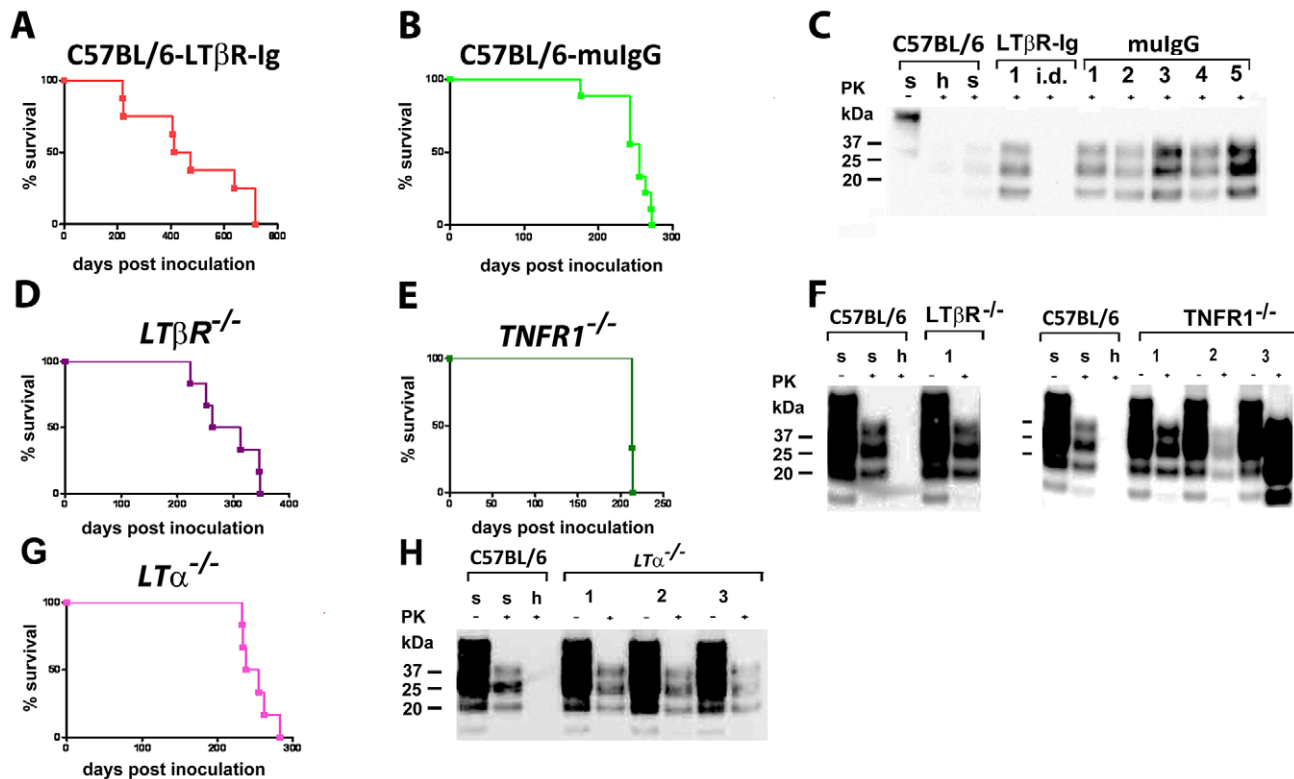 A
C57BL/6-LTβR-Ig
% survival
100
50
0
0 200 400 600 800
days post inoculation
B
C57BL/6-muIgG
% survival
100
50
0
0 100 200 300
days post inoculation
C
C57BL/6 LTβR-Ig muIgG
s h s 1 i.d. 1 2 3 4 5
PK - + + + + + + + + +
kDa
37
25
20
D
LTβR-/-
% survival
100
50
0
0 100 200 300 400
days post inoculation
E
TNFR1-/-
% survival
100
50
0
0 50 100 150 200 250
days post inoculation
F
C57BL/6 LTβR-/- C57BL/6 TNFR1-/-
s s h 1 s s h 1 2 3
PK - + + - + - + + - + - + - +
kDa
37
25
20
G
LTα-/-
% survival
100
50
0
0 100 200 300
days post inoculation
H
C57BL/6 LTα-/-
s s h 1 2 3
PK - + + - + - + - +
kDa
37
25
20